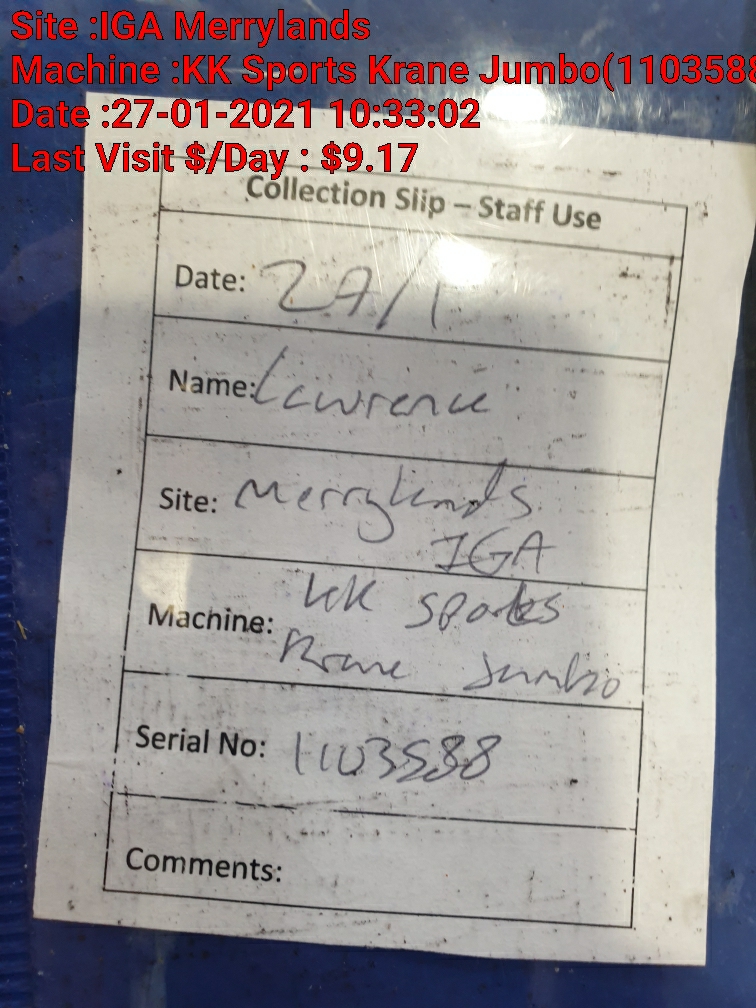 Site :IGA Merrylands
Machine :KK Sports Krane Jumbo(1103588
Date :27-01-2021 10:33:02
Last Visit $/Day : $9.17
Collection Slip – Staff Use
Date: 27/1
Name: Lawrence
Site: Merrylands
IGA
Machine: KK Sports
Krane Jumbo
Serial No: 1103588
Comments: